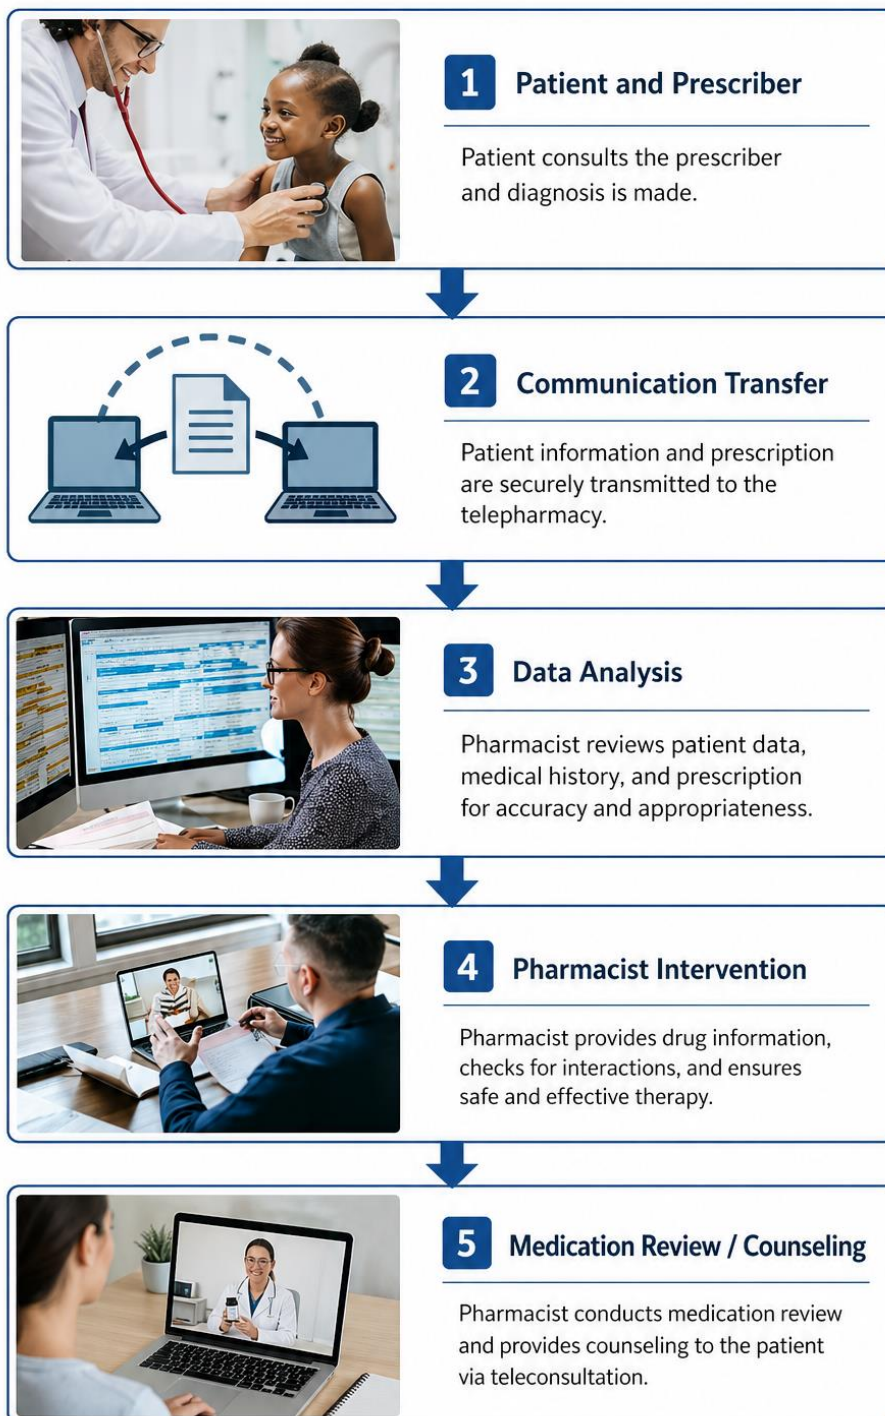 1 Patient and Prescriber
Patient consults the prescriber
and diagnosis is made.
2 Communication Transfer
Patient information and prescription
are securely transmitted to the
telepharmacy.
3 Data Analysis
Pharmacist reviews patient data,
medical history, and prescription
for accuracy and appropriateness.
4 Pharmacist Intervention
Pharmacist provides drug information,
checks for interactions, and ensures
safe and effective therapy.
5 Medication Review / Counseling
Pharmacist conducts medication review
and provides counseling to the patient
via teleconsultation.